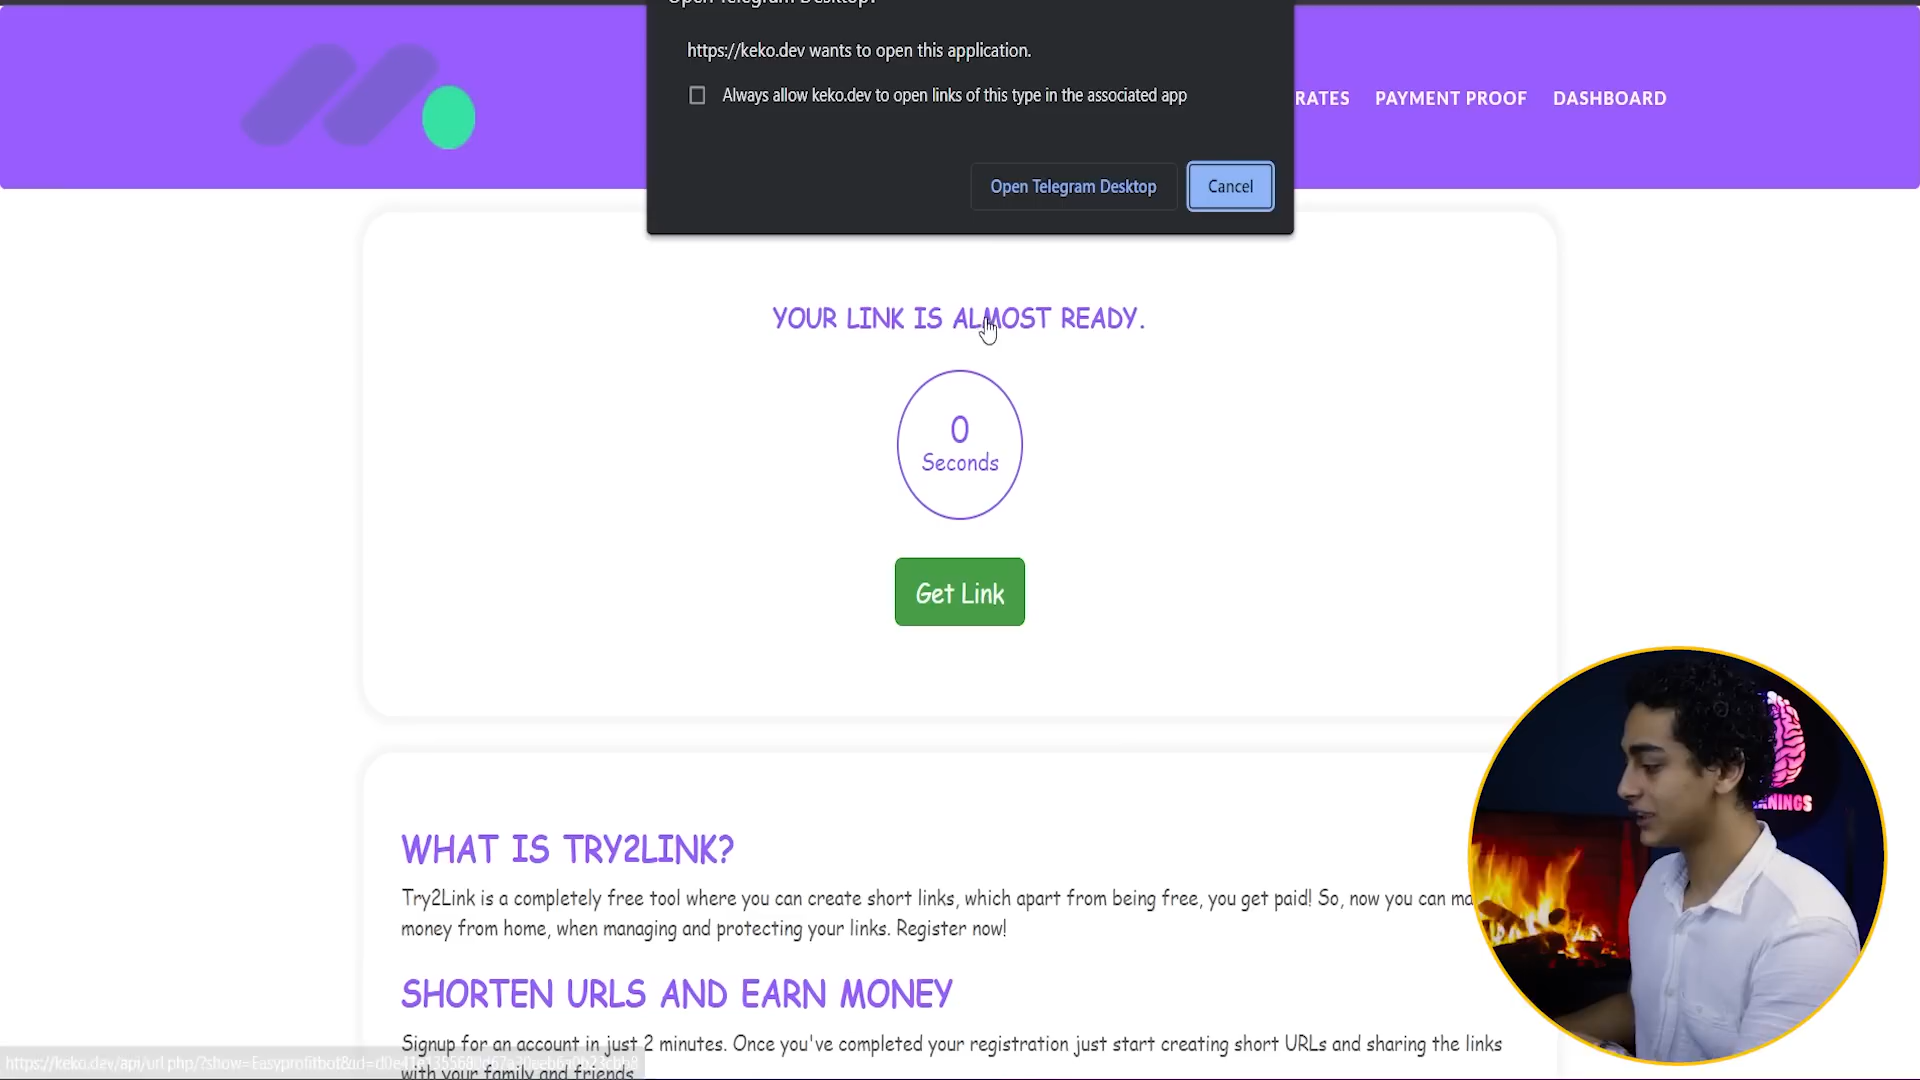 Open Telegram Desktop?
https://keko.dev wants to open this application.
Always allow keko.dev to open links of this type in the associated app
Open Telegram Desktop
Cancel
RATES
PAYMENT PROOF
DASHBOARD
YOUR LINK IS ALMOST READY.
0
Seconds
Get Link
WHAT IS TRY2LINK?
Try2Link is a completely free tool where you can create short links, which apart from being free, you get paid! So, now you can ma
money from home, when managing and protecting your links. Register now!
SHORTEN URLS AND EARN MONEY
Signup for an account in just 2 minutes. Once you've completed your registration just start creating short URLs and sharing the links
with your family and friends.
NINGS